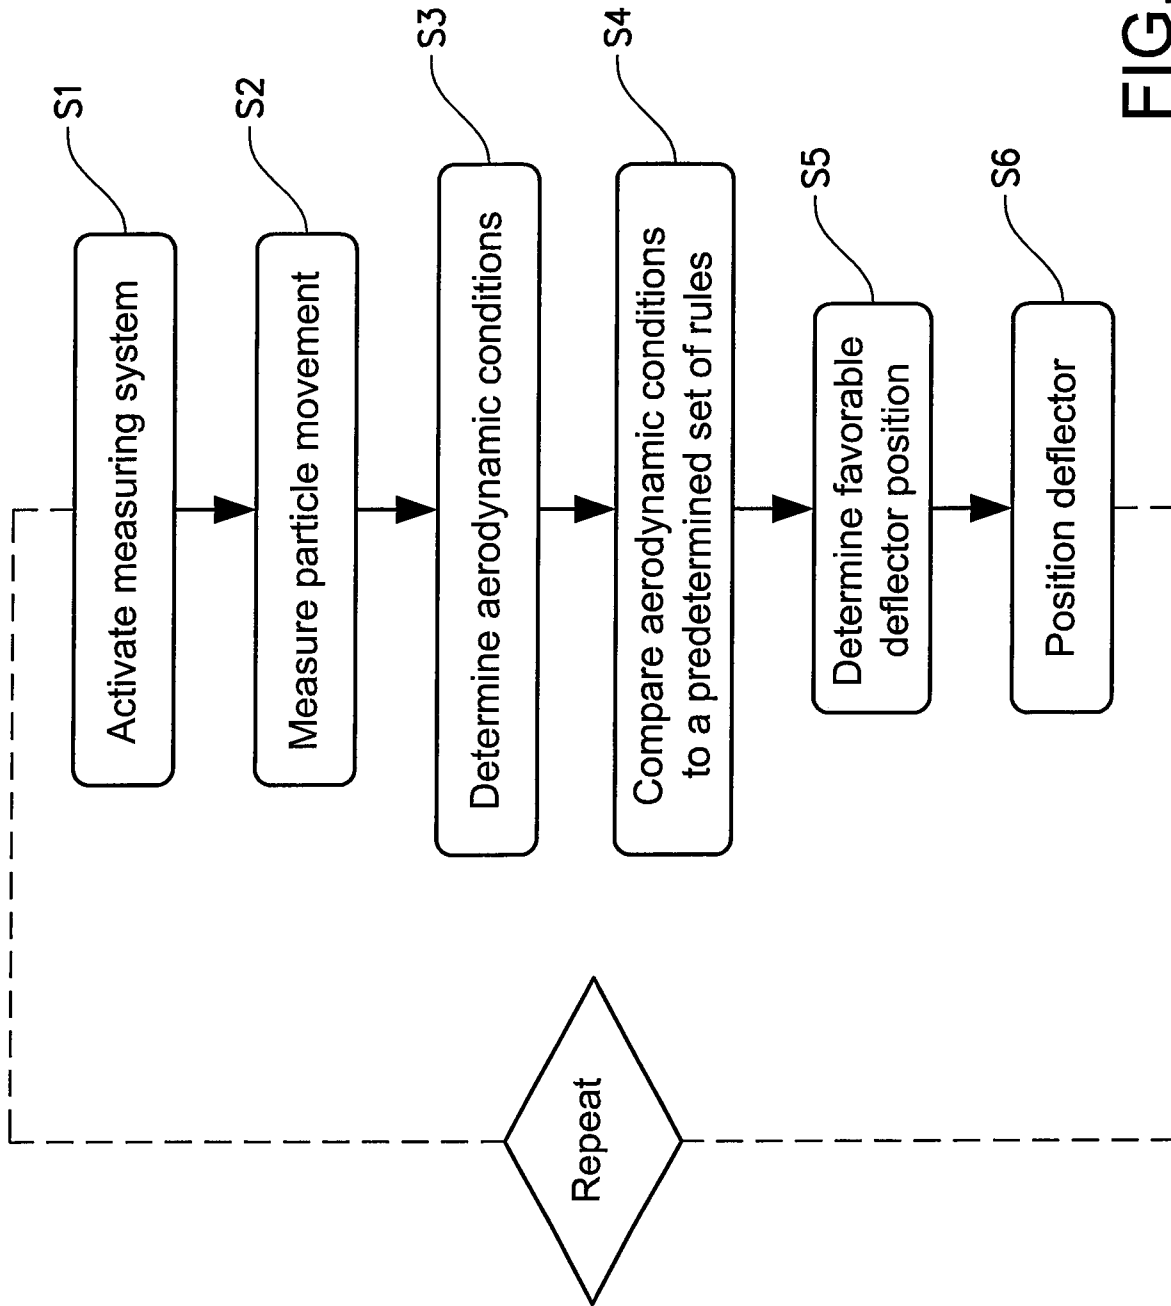 S1
Activate measuring system
S2
Measure particle movement
S3
Determine aerodynamic conditions
S4
Compare aerodynamic conditions
to a predetermined set of rules
S5
Determine favorable
deflector position
S6
Position deflector
Repeat
FIG.